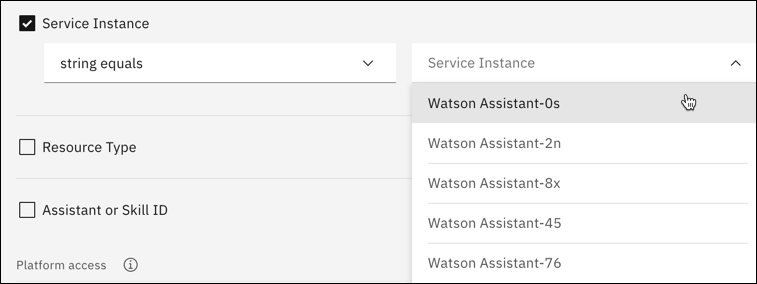 Service Instance
string equals
Service Instance
Watson Assistant-0s
Watson Assistant-2n
Resource Type
Watson Assistant-8x
Assistant or Skill ID
Watson Assistant-45
Platform access
Watson Assistant-76